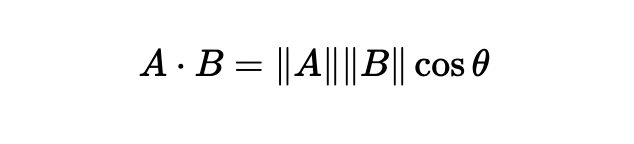 A · B = ‖A‖‖B‖ cos θ